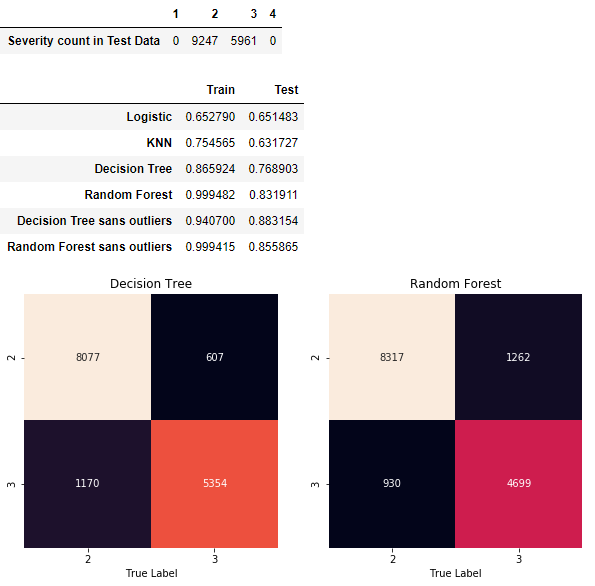 1 2 3 4
Severity count in Test Data 0 9247 5961 0
Train Test
Logistic 0.652790 0.651483
KNN 0.754565 0.631727
Decision Tree 0.865924 0.768903
Random Forest 0.999482 0.831911
Decision Tree sans outliers 0.940700 0.883154
Random Forest sans outliers 0.999415 0.855865
Decision Tree
2 8077 607
3 1170 5354
2 3
True Label
Random Forest
2 8317 1262
3 930 4699
2 3
True Label